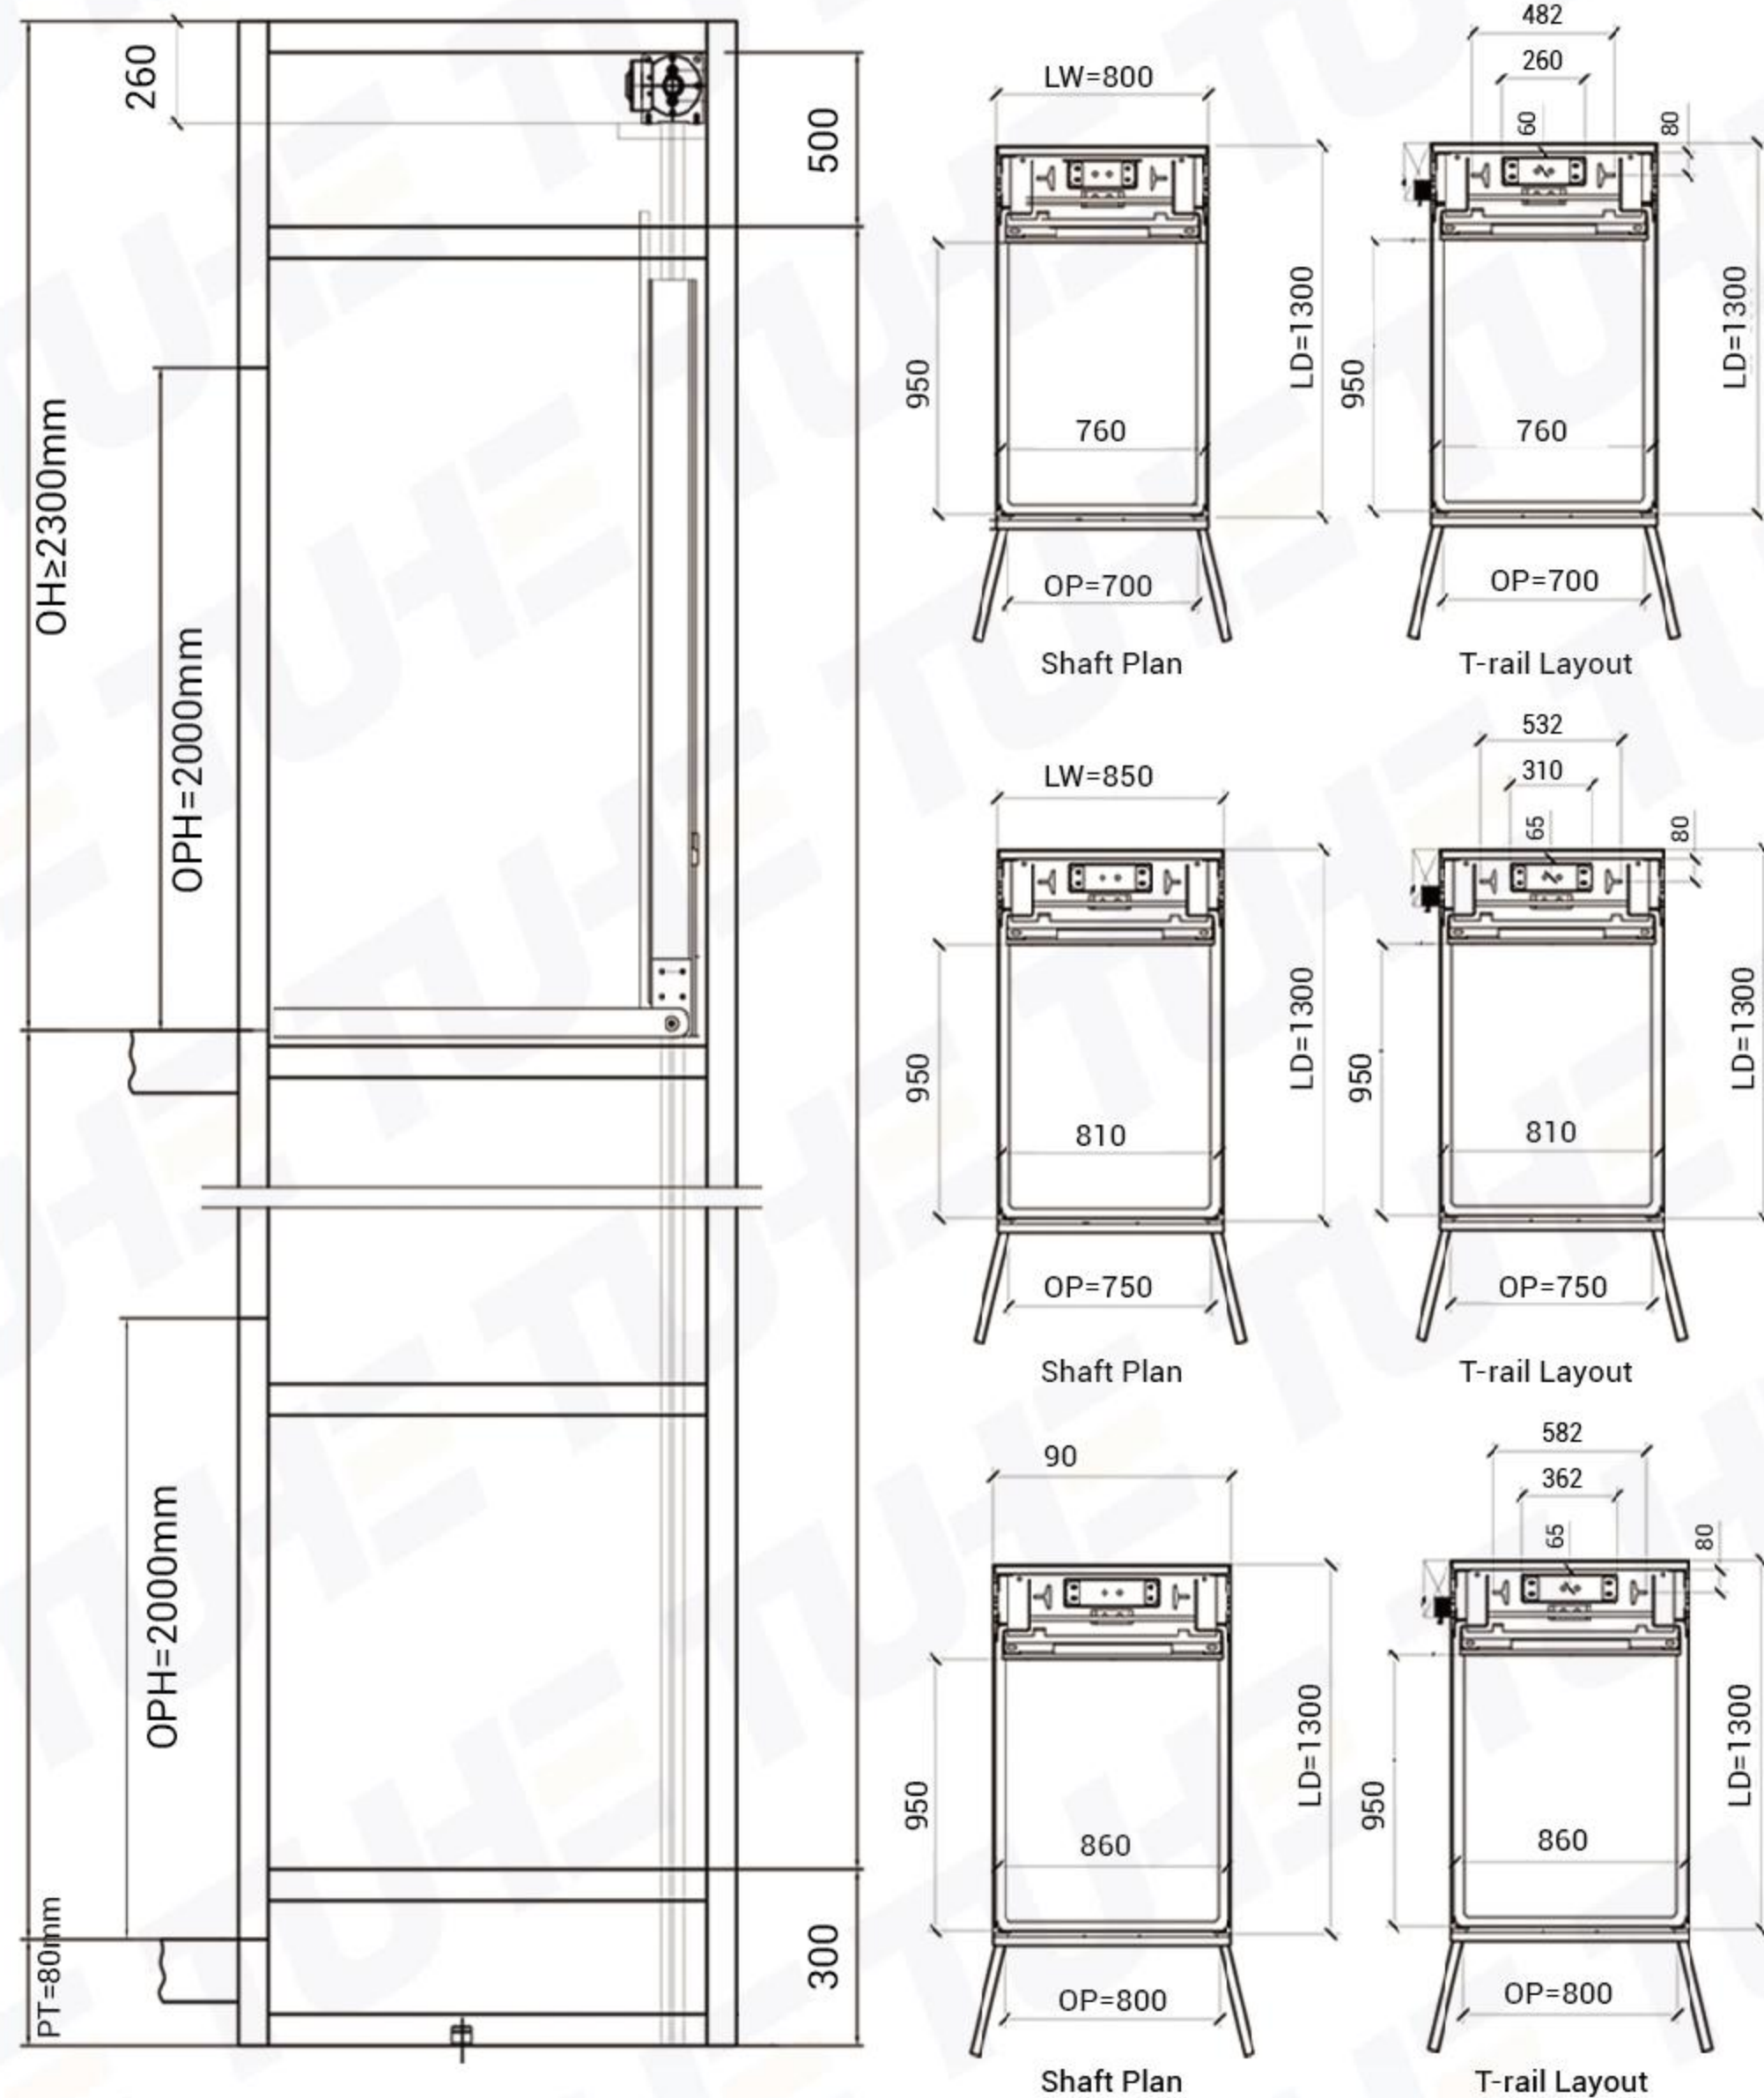 260
500
OH≥2300mm
OPH=2000mm
OPH=2000mm
PT=80mm
300
LW=800
950
LD=1300
760
OP=700
Shaft Plan
482
260
60
80
950
LD=1300
760
OP=700
T-rail Layout
LW=850
950
LD=1300
810
OP=750
Shaft Plan
532
310
65
80
950
LD=1300
810
OP=750
T-rail Layout
90
950
LD=1300
860
OP=800
Shaft Plan
582
362
65
80
950
LD=1300
860
OP=800
T-rail Layout
TUHE